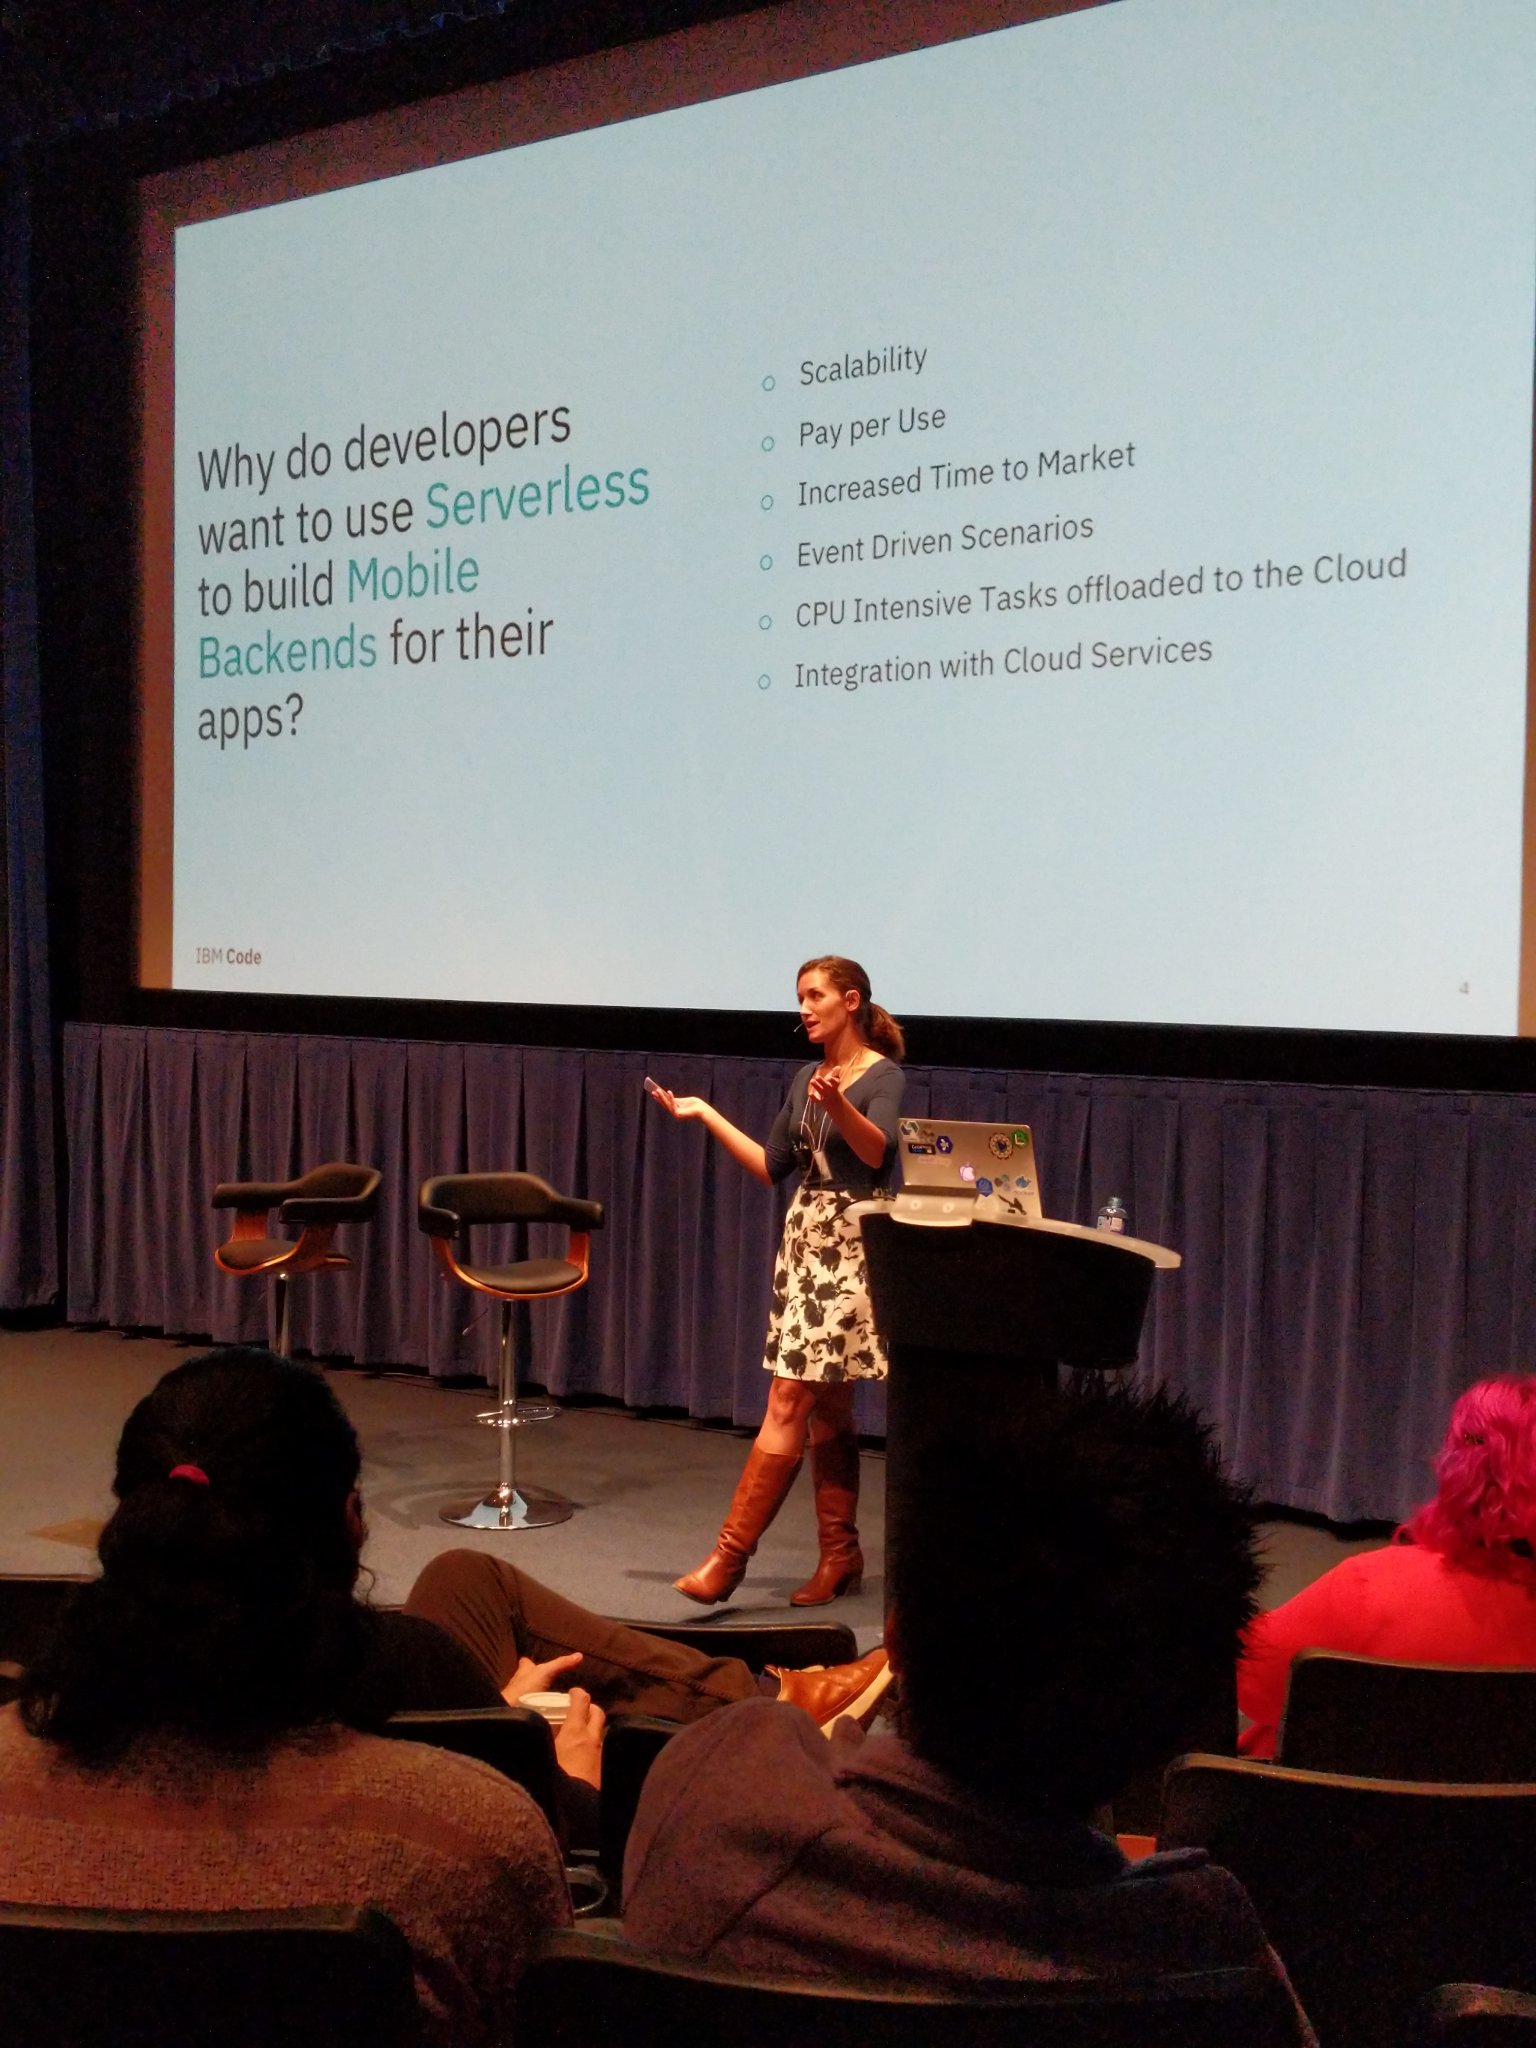 Why do developers
want to use Serverless
to build Mobile
Backends for their
apps?
Scalability
Pay per Use
Increased Time to Market
Event Driven Scenarios
CPU Intensive Tasks offloaded to the Cloud
Integration with Cloud Services
IBM Code
4